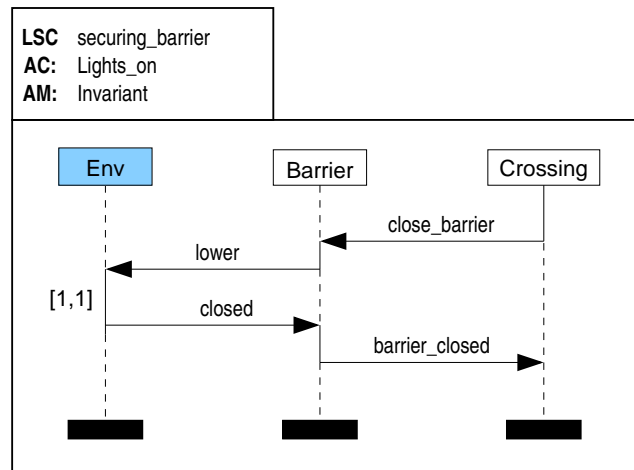 LSC securing_barrier
AC: Lights_on
AM: Invariant
Env Barrier Crossing
close_barrier
lower
[1,1]
closed
barrier_closed